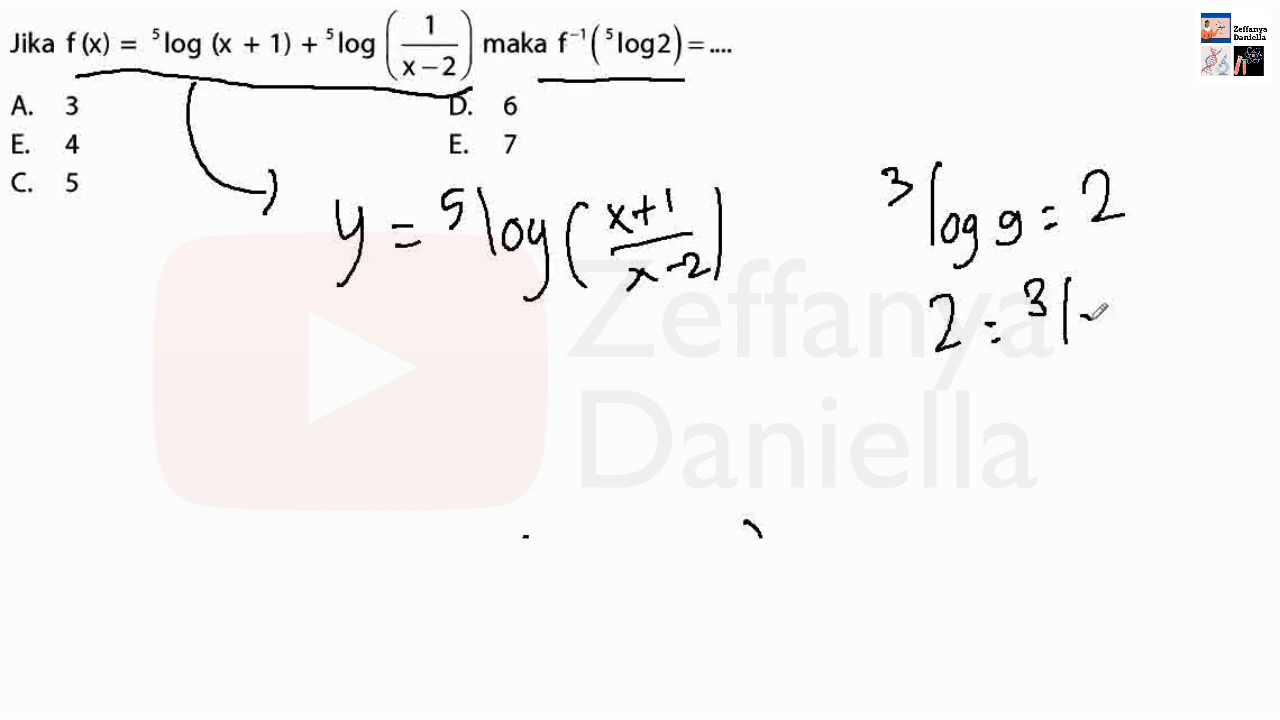 Jika f(x) = ⁵log (x + 1) + ⁵log (1/(x – 2)) maka f⁻¹(⁵log2) = ....
A. 3
E. 4
C. 5
D. 6
E. 7
y = ⁵log (x+1/x-2)
³log 9 = 2
2 = ³l
Zeffanya
Daniella
Zeffanya
Daniella